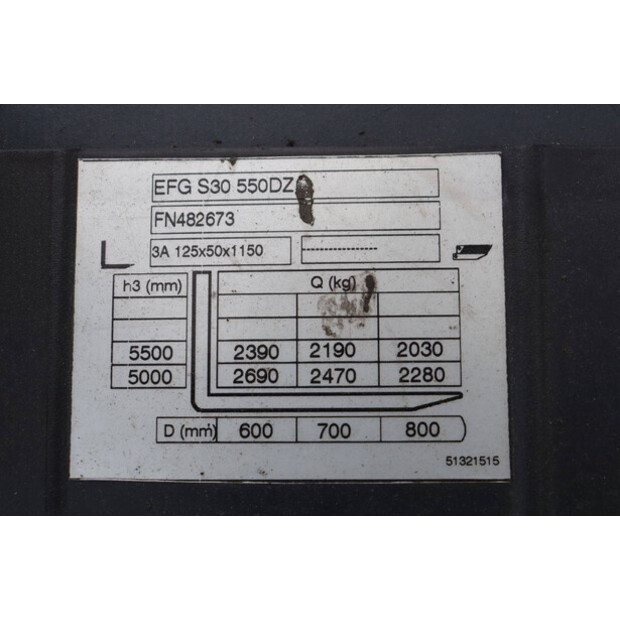 EFG S30 550DZ
FN482673
3A 125x50x1150 ----------------
h3 (mm) Q (kg)
5500 2390 2190 2030
5000 2690 2470 2280
D (mm) 600 700 800
51321515